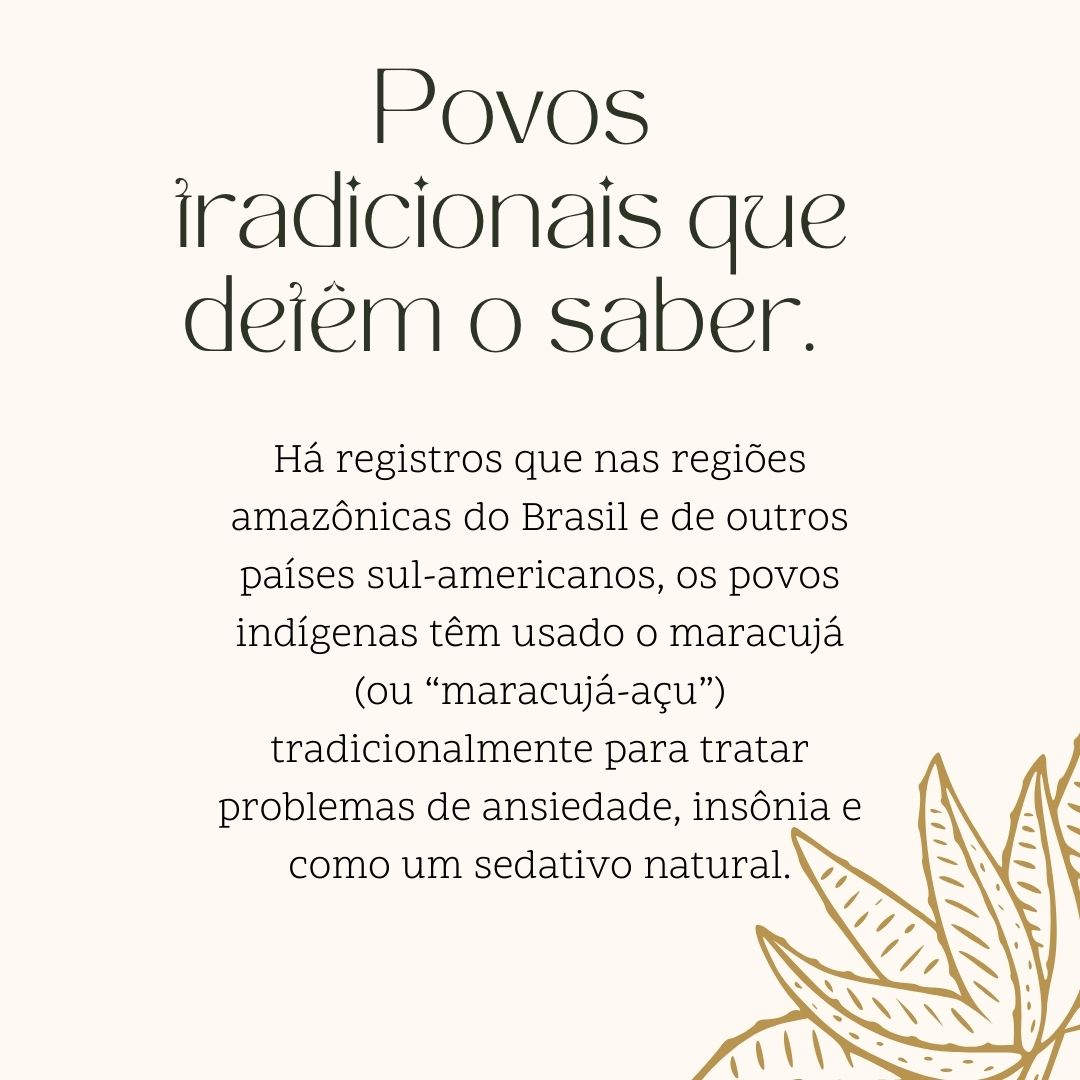 Povos
tradicionais que
detêm o saber.
Há registros que nas regiões
amazônicas do Brasil e de outros
países sul-americanos, os povos
indígenas têm usado o maracujá
(ou “maracujá-açu”)
tradicionalmente para tratar
problemas de ansiedade, insônia e
como um sedativo natural.